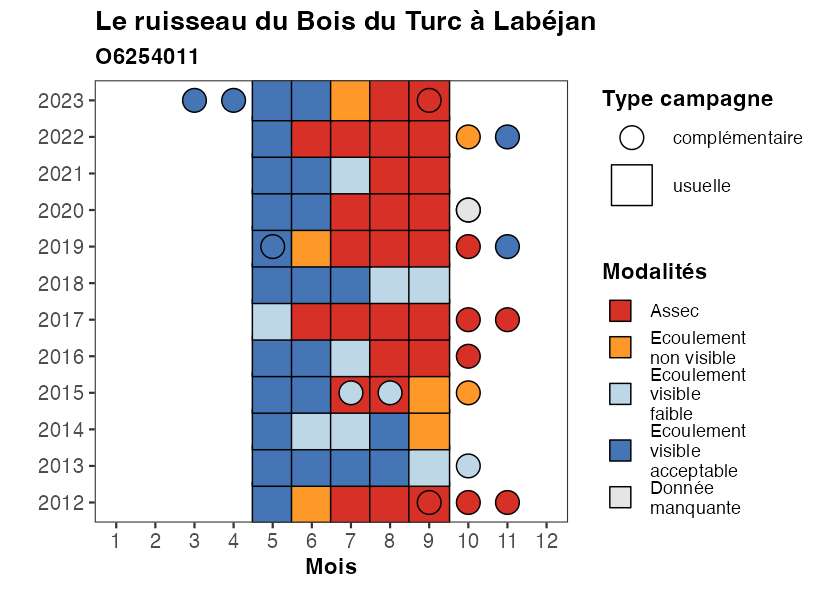 Le ruisseau du Bois du Turc à Labéjan
O6254011
2023
2022
2021
2020
2019
2018
2017
2016
2015
2014
2013
2012
1 2 3 4 5 6 7 8 9 10 11 12
Mois
Type campagne
complémentaire
usuelle
Modalités
Assec
Ecoulement
non visible
Ecoulement
visible
faible
Ecoulement
visible
acceptable
Donnée
manquante